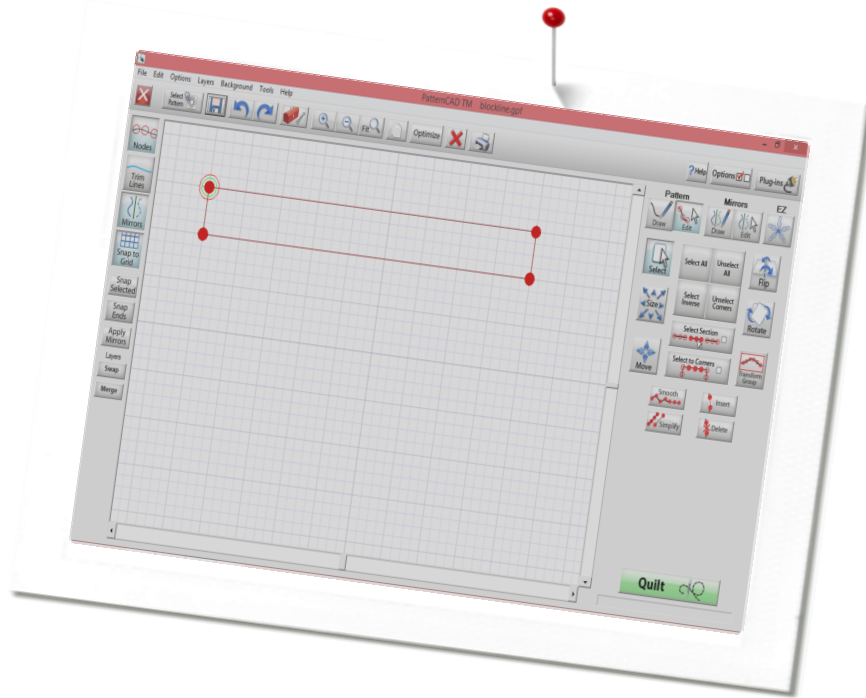 PatternCAD TM blockline.gpf
File Edit Options Layers Background Tools Help
Select
Pattern
Fit
Optimize
?Help
Options
Plug-ins
Nodes
Trim
Lines
Mirrors
Snap to
Grid
Snap
Selected
Snap
Ends
Apply
Mirrors
Layers
Swap
Merge
Pattern
Mirrors
EZ
Draw
Edit
Draw
Edit
Select
Select All
Unselect
All
Flip
Size
Select
Inverse
Unselect
Corners
Rotate
Select Section
Move
Select to Corners
Transform
Group
Smooth
Insert
Simplify
Delete
Quilt